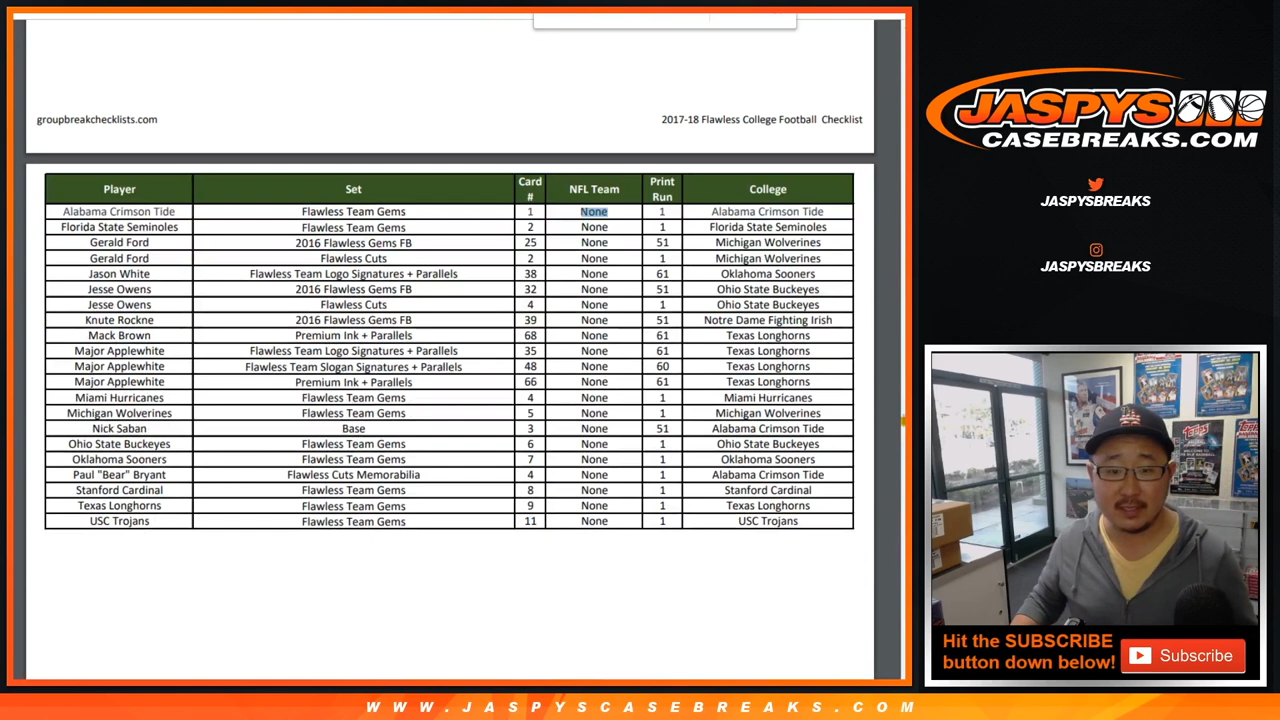 groupbreakchecklists.com 2017-18 Flawless College Football Checklist
Player Set Card # NFL Team Print Run College
Alabama Crimson Tide Flawless Team Gems 1 None 1 Alabama Crimson Tide
Florida State Seminoles Flawless Team Gems 2 None 1 Florida State Seminoles
Gerald Ford 2016 Flawless Gems FB 25 None 51 Michigan Wolverines
Gerald Ford Flawless Cuts 2 None 1 Michigan Wolverines
Jason White Flawless Team Logo Signatures + Parallels 38 None 61 Oklahoma Sooners
Jesse Owens 2016 Flawless Gems FB 32 None 51 Ohio State Buckeyes
Jesse Owens Flawless Cuts 4 None 1 Ohio State Buckeyes
Knute Rockne 2016 Flawless Gems FB 39 None 51 Notre Dame Fighting Irish
Mack Brown Premium Ink + Parallels 68 None 61 Texas Longhorns
Major Applewhite Flawless Team Logo Signatures + Parallels 35 None 61 Texas Longhorns
Major Applewhite Flawless Team Slogan Signatures + Parallels 48 None 60 Texas Longhorns
Major Applewhite Premium Ink + Parallels 66 None 61 Texas Longhorns
Miami Hurricanes Flawless Team Gems 4 None 1 Miami Hurricanes
Michigan Wolverines Flawless Team Gems 5 None 1 Michigan Wolverines
Nick Saban Base 3 None 51 Alabama Crimson Tide
Ohio State Buckeyes Flawless Team Gems 6 None 1 Ohio State Buckeyes
Oklahoma Sooners Flawless Team Gems 7 None 1 Oklahoma Sooners
Paul "Bear" Bryant Flawless Cuts Memorabilia 4 None 1 Alabama Crimson Tide
Stanford Cardinal Flawless Team Gems 8 None 1 Stanford Cardinal
Texas Longhorns Flawless Team Gems 9 None 1 Texas Longhorns
USC Trojans Flawless Team Gems 11 None 1 USC Trojans
JASPYS
CASEBREAKS.COM
JASPYSBREAKS
JASPYSBREAKS
TOPPS
Hit the SUBSCRIBE
button down below!
Subscribe
WWW.JASPYSCASEBREAKS.COM